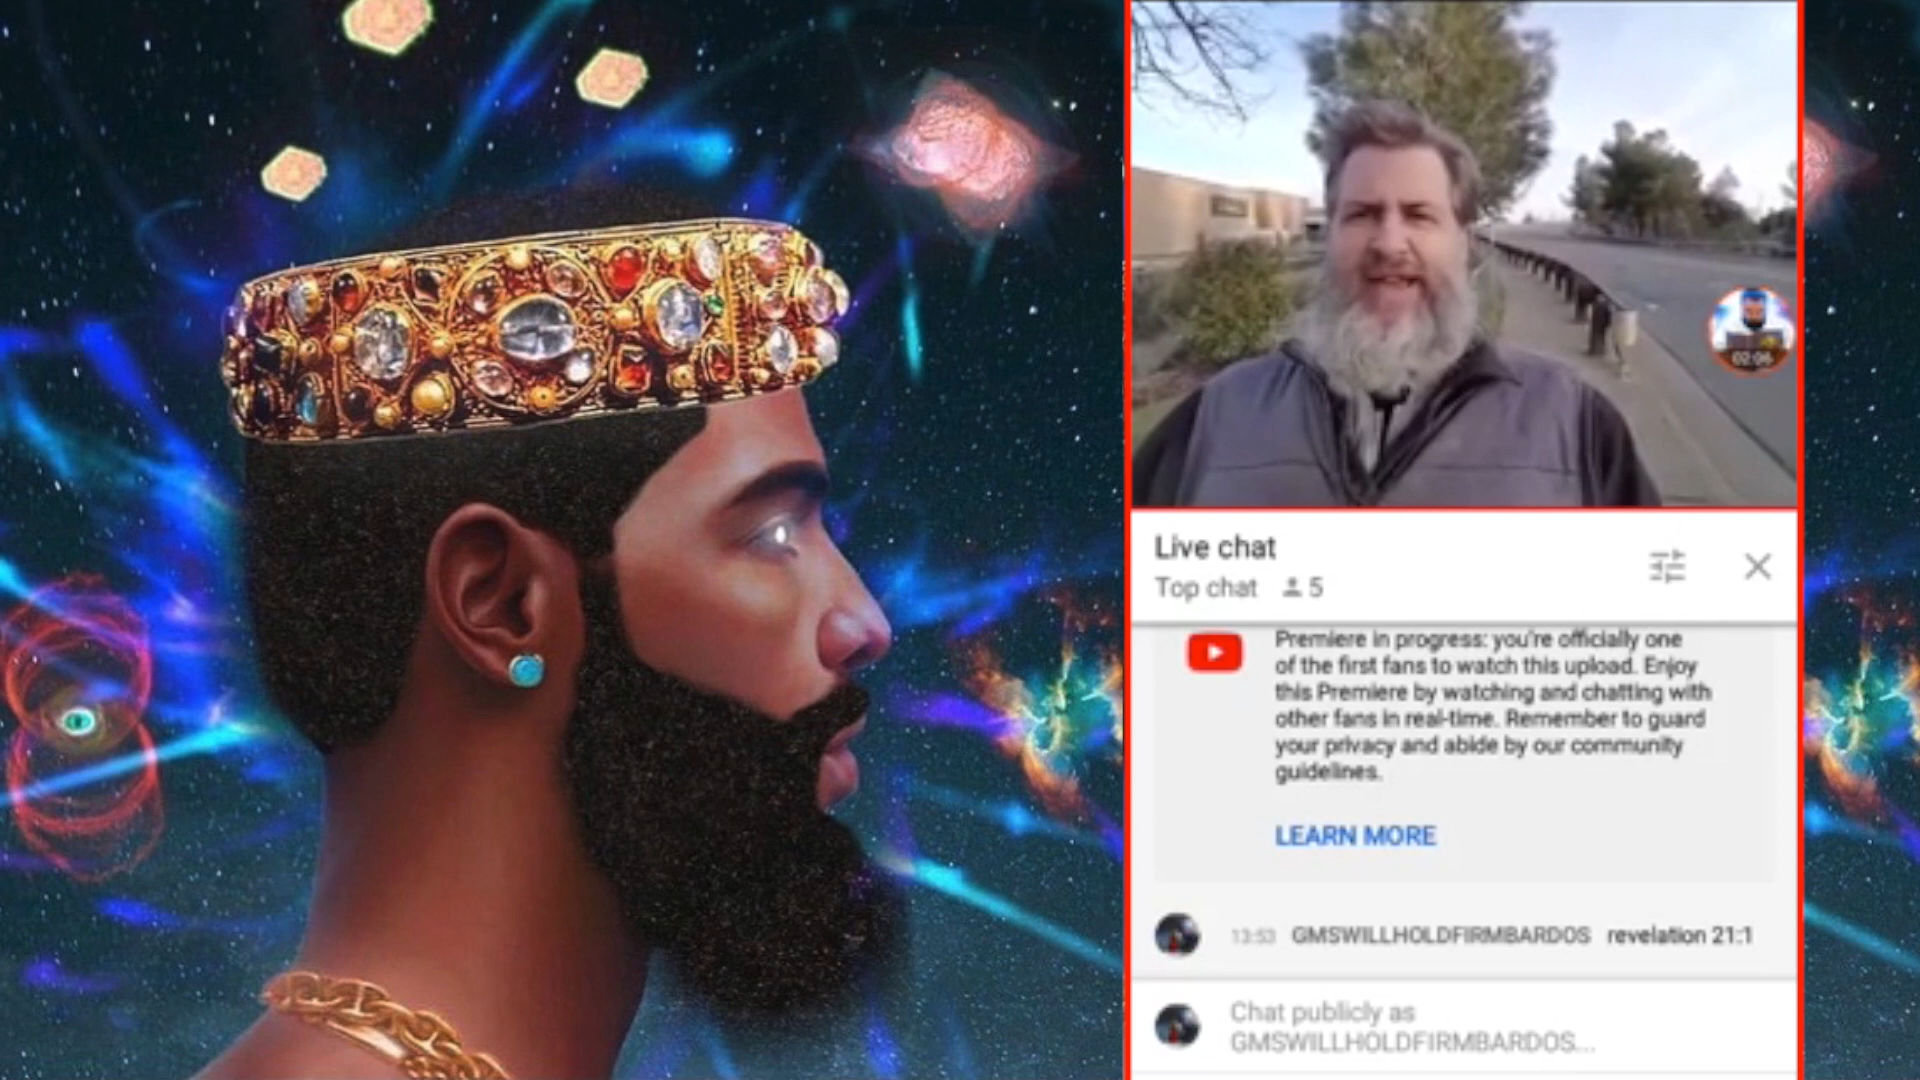 02:06
Live chat
Top chat 5
Premiere in progress: you're officially one
of the first fans to watch this upload. Enjoy
this Premiere by watching and chatting with
other fans in real-time. Remember to guard
your privacy and abide by our community
guidelines.
LEARN MORE
13:53 GMSWILLHOLDFIRMBARDOS revelation 21:1
Chat publicly as
GMSWILLHOLDFIRMBARDOS...